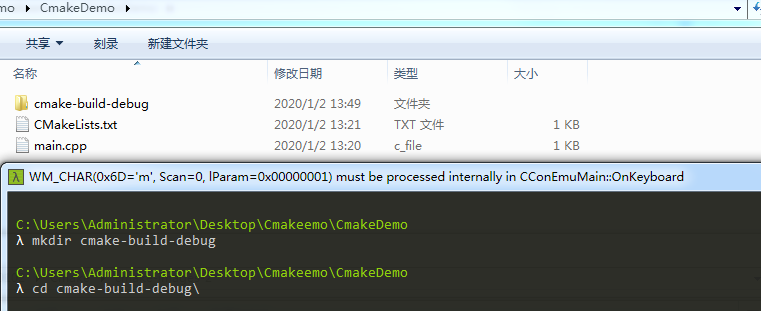 mo ▸ CmakeDemo ▸
共享 ▼ 刻录 新建文件夹
名称 修改日期 类型 大小
cmake-build-debug 2020/1/2 13:49 文件夹
CMakeLists.txt 2020/1/2 13:21 TXT 文件 1 KB
main.cpp 2020/1/2 13:20 c_file 1 KB
WM_CHAR(0x6D='m', Scan=0, lParam=0x00000001) must be processed internally in CConEmuMain::OnKeyboard
C:\Users\Administrator\Desktop\Cmakeemo\CmakeDemo
λ mkdir cmake-build-debug
C:\Users\Administrator\Desktop\Cmakeemo\CmakeDemo
λ cd cmake-build-debug\